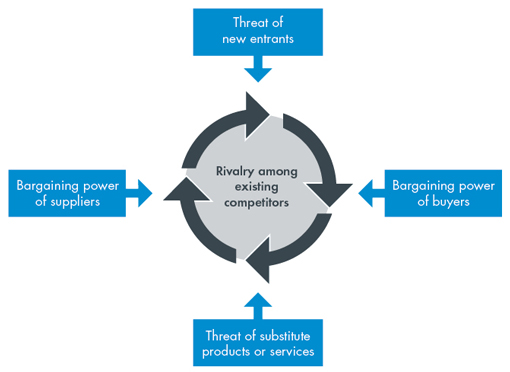 Threat of
new entrants
Bargaining power
of suppliers
Rivalry among
existing
competitors
Bargaining power
of buyers
Threat of substitute
products or services